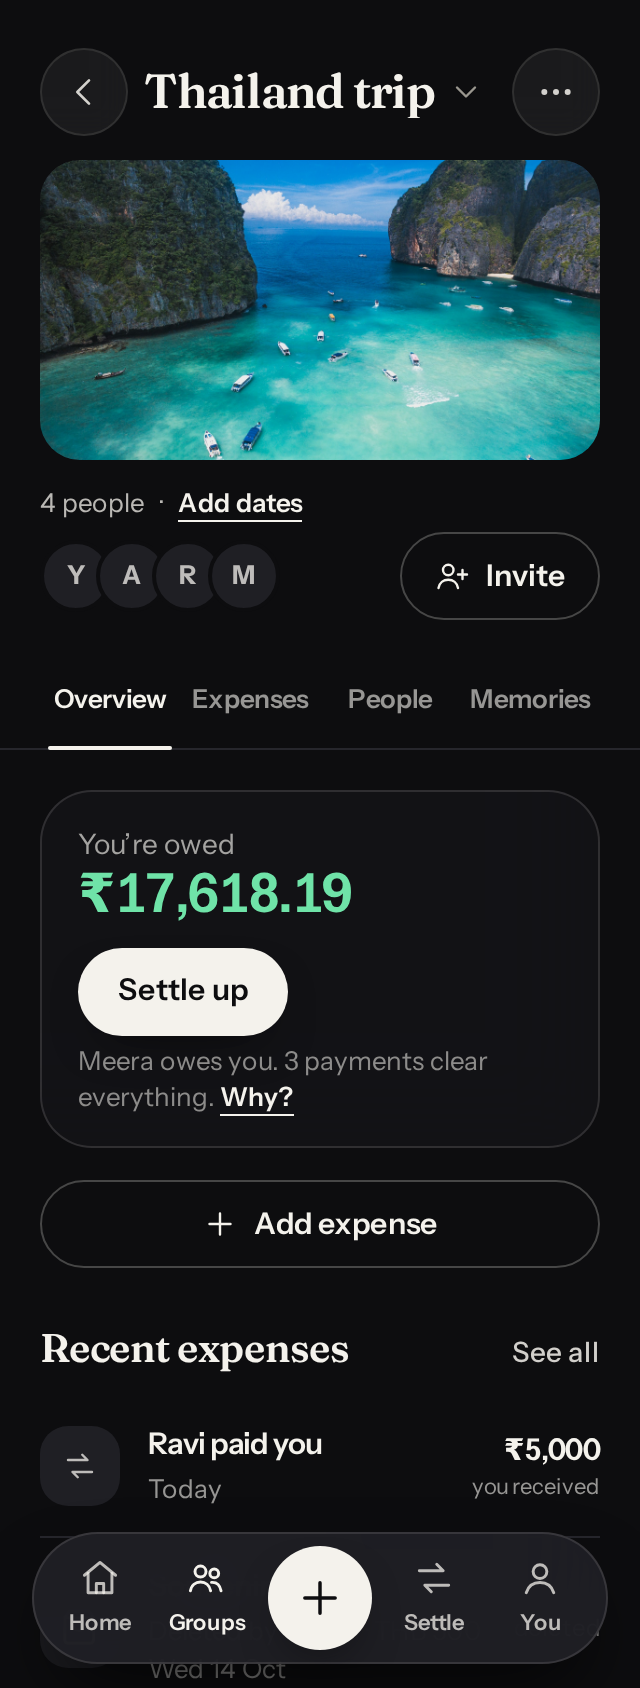 Thailand trip
4 people · Add dates
Y A R M
Invite
Overview Expenses People Memories
You’re owed
₹17,618.19
Settle up
Meera owes you. 3 payments clear
everything. Why?
Add expense
Recent expenses See all
Ravi paid you ₹5,000
Today you received
Home Groups Settle You
Wed 14 Oct